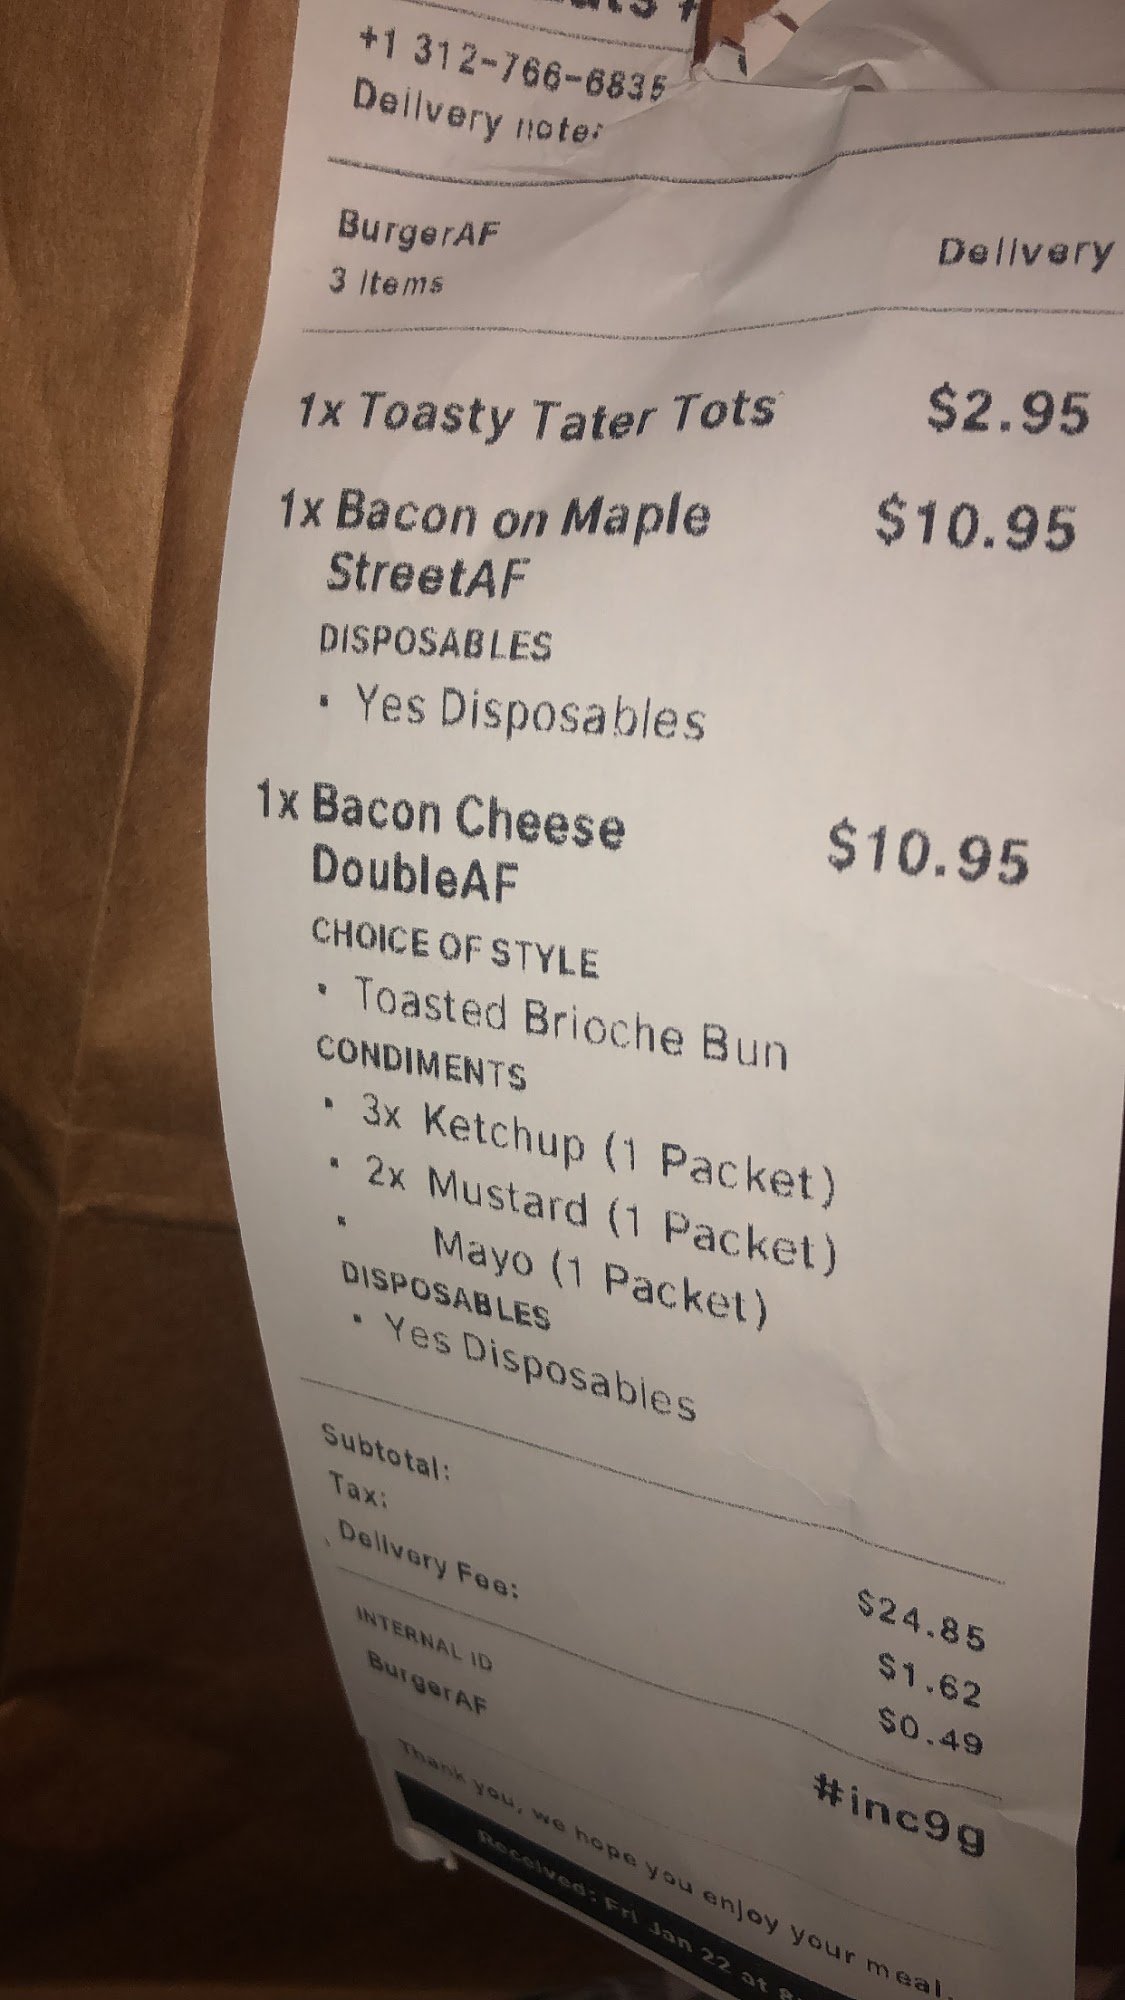 +1 312-766-6835
Delivery note:
BurgerAF
Delivery
3 Items
1x Toasty Tater Tots $2.95
1x Bacon on Maple $10.95
StreetAF
DISPOSABLES
• Yes Disposables
1x Bacon Cheese $10.95
DoubleAF
CHOICE OF STYLE
• Toasted Brioche Bun
CONDIMENTS
• 3x Ketchup (1 Packet)
• 2x Mustard (1 Packet)
• Mayo (1 Packet)
DISPOSABLES
• Yes Disposables
Subtotal: $24.85
Tax: $1.62
Delivery Fee: $0.49
INTERNAL ID
BurgerAF #inc9g
Thank you, we hope you enjoy your meal.
Received: Fri Jan 22 at